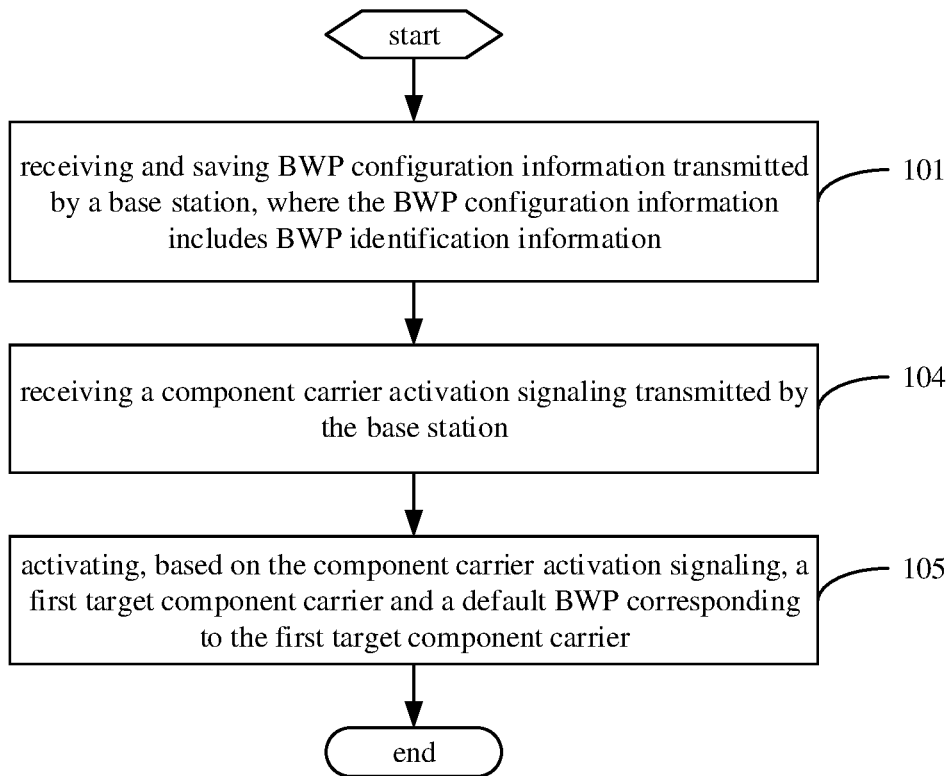 start
receiving and saving BWP configuration information transmitted
by a base station, where the BWP configuration information
includes BWP identification information
101
receiving a component carrier activation signaling transmitted by
the base station
104
activating, based on the component carrier activation signaling, a
first target component carrier and a default BWP corresponding
to the first target component carrier
105
end